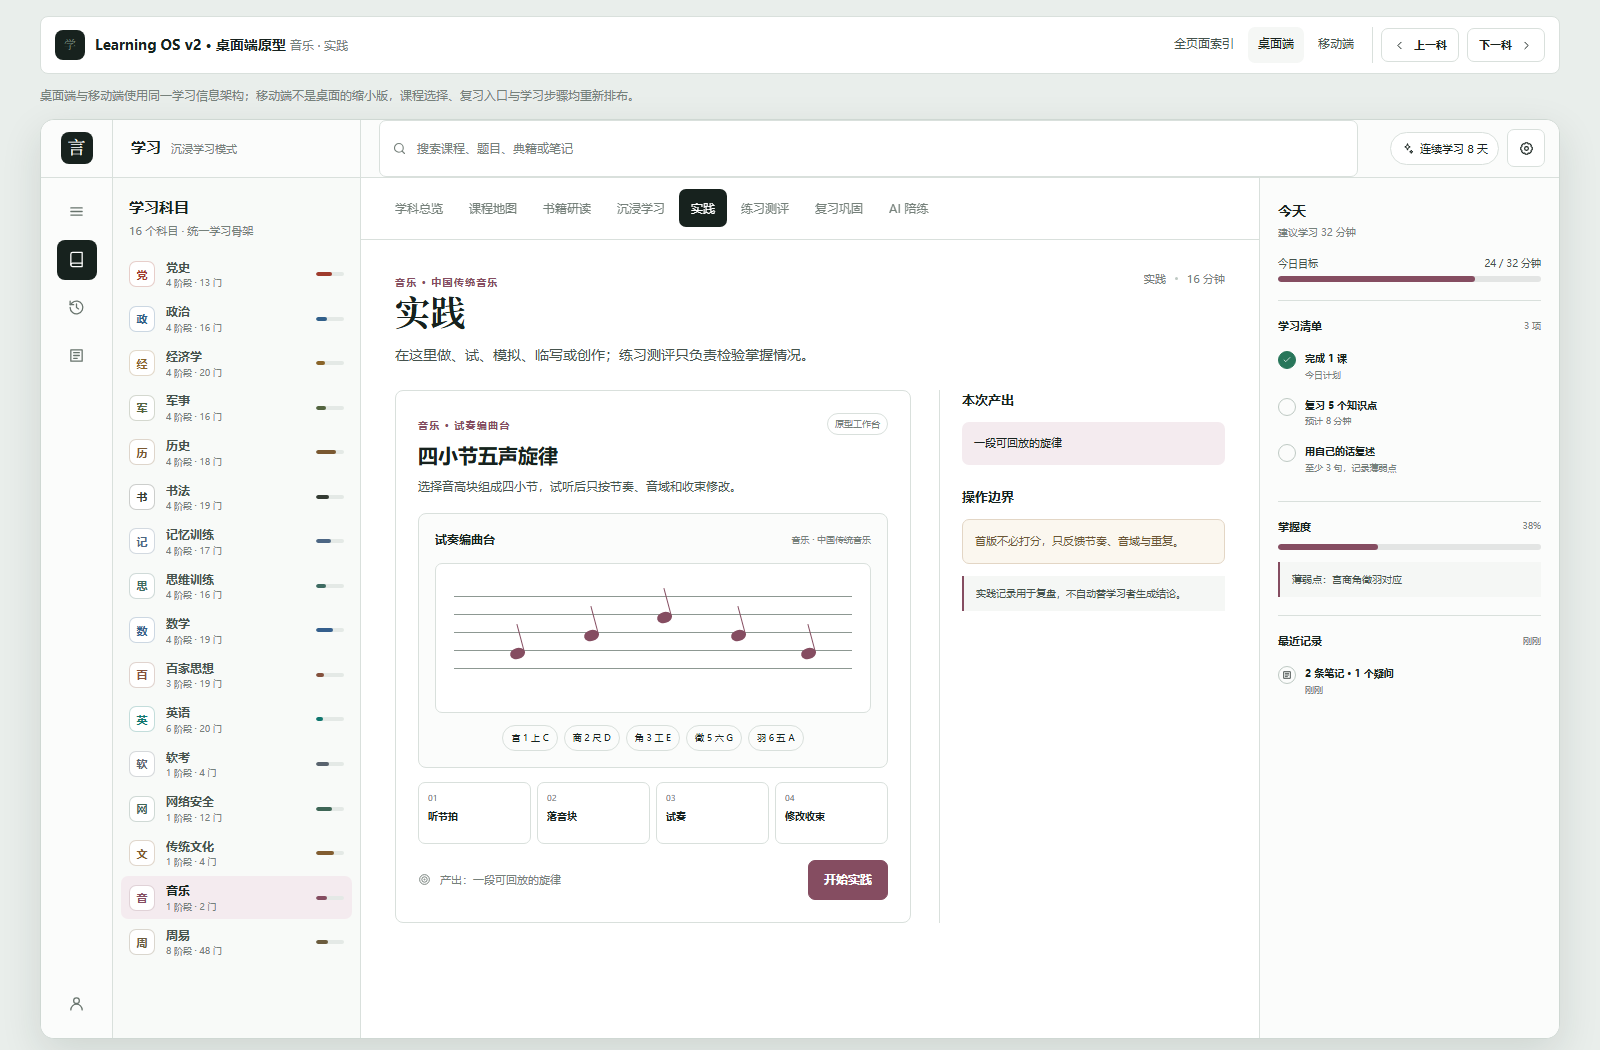 学 Learning OS v2 • 桌面端原型 音乐 · 实践
全页面索引 桌面端 移动端 上一科 下一科
桌面端与移动端使用同一学习信息架构；移动端不是桌面的缩小版，课程选择、复习入口与学习步骤均重新排布。
言 学习 沉浸学习模式
搜索课程、题目、典籍或笔记
连续学习 8 天
学习科目
16 个科目 · 统一学习骨架
党 党史
4 阶段 · 13 门
政 政治
4 阶段 · 16 门
经 经济学
4 阶段 · 20 门
军 军事
4 阶段 · 16 门
历 历史
4 阶段 · 18 门
书 书法
4 阶段 · 19 门
记 记忆训练
4 阶段 · 17 门
思 思维训练
4 阶段 · 16 门
数 数学
4 阶段 · 19 门
百 百家思想
3 阶段 · 19 门
英 英语
6 阶段 · 20 门
软 软考
1 阶段 · 4 门
网 网络安全
1 阶段 · 12 门
文 传统文化
1 阶段 · 4 门
音 音乐
1 阶段 · 2 门
周 周易
8 阶段 · 48 门
学科总览 课程地图 书籍研读 沉浸学习 实践 练习测评 复习巩固 AI 陪练
音乐 • 中国传统音乐
实践 • 16 分钟
实践
在这里做、试、模拟、临写或创作；练习测评只负责检验掌握情况。
音乐 • 试奏编曲台
原型工作台
四小节五声旋律
选择音高块组成四小节，试听后只按节奏、音域和收束修改。
试奏编曲台
音乐 · 中国传统音乐
宫 1 上 C
商 2 尺 D
角 3 工 E
徵 5 六 G
羽 6 五 A
01
听节拍
02
落音块
03
试奏
04
修改收束
产出：一段可回放的旋律
开始实践
本次产出
一段可回放的旋律
操作边界
首版不必打分，只反馈节奏、音域与重复。
实践记录用于复盘，不自动替学习者生成结论。
今天
建议学习 32 分钟
今日目标 24 / 32 分钟
学习清单 3 项
完成 1 课
今日计划
复习 5 个知识点
预计 8 分钟
用自己的话复述
至少 3 句，记录薄弱点
掌握度 38%
薄弱点：宫商角徵羽对应
最近记录 刚刚
2 条笔记 • 1 个疑问
刚刚